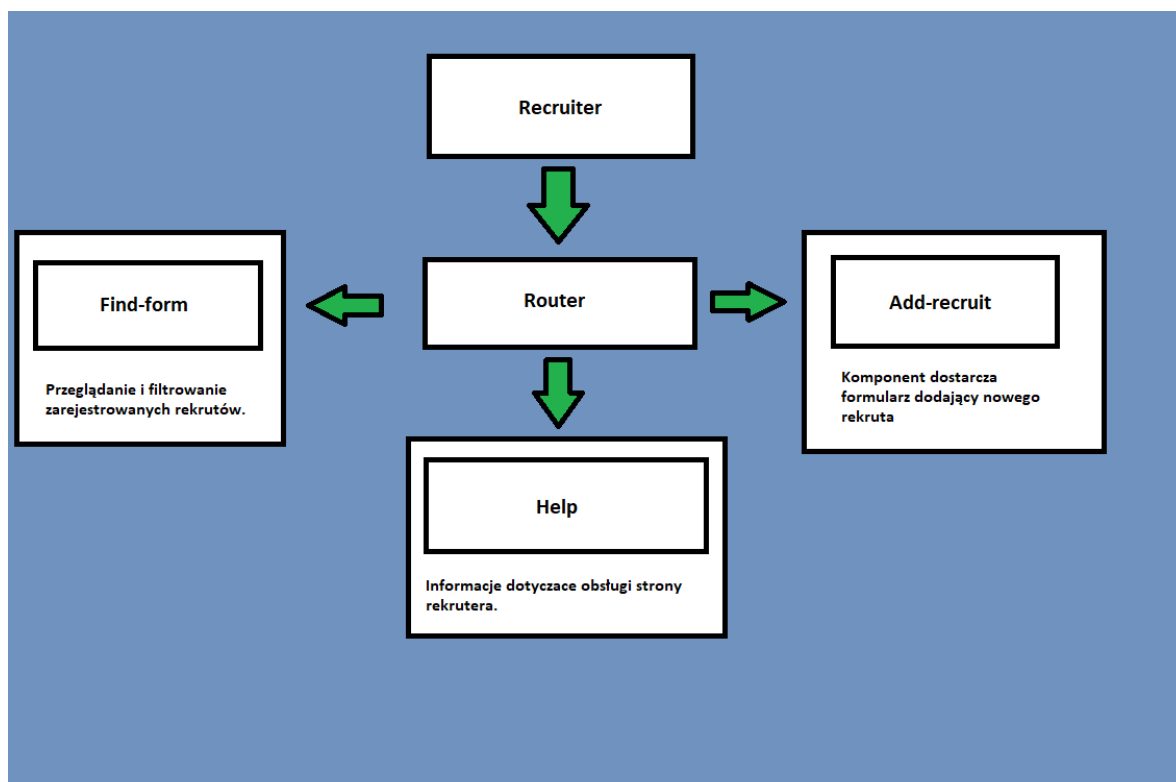 Recruiter
Find-form
Router
Add-recruit
Przeglądanie i filtrowanie
zarejestrowanych rekrutów.
Komponent dostarcza
formularz dodający nowego
rekruta
Help
Informacje dotyczace obsługi strony
rekrutera.